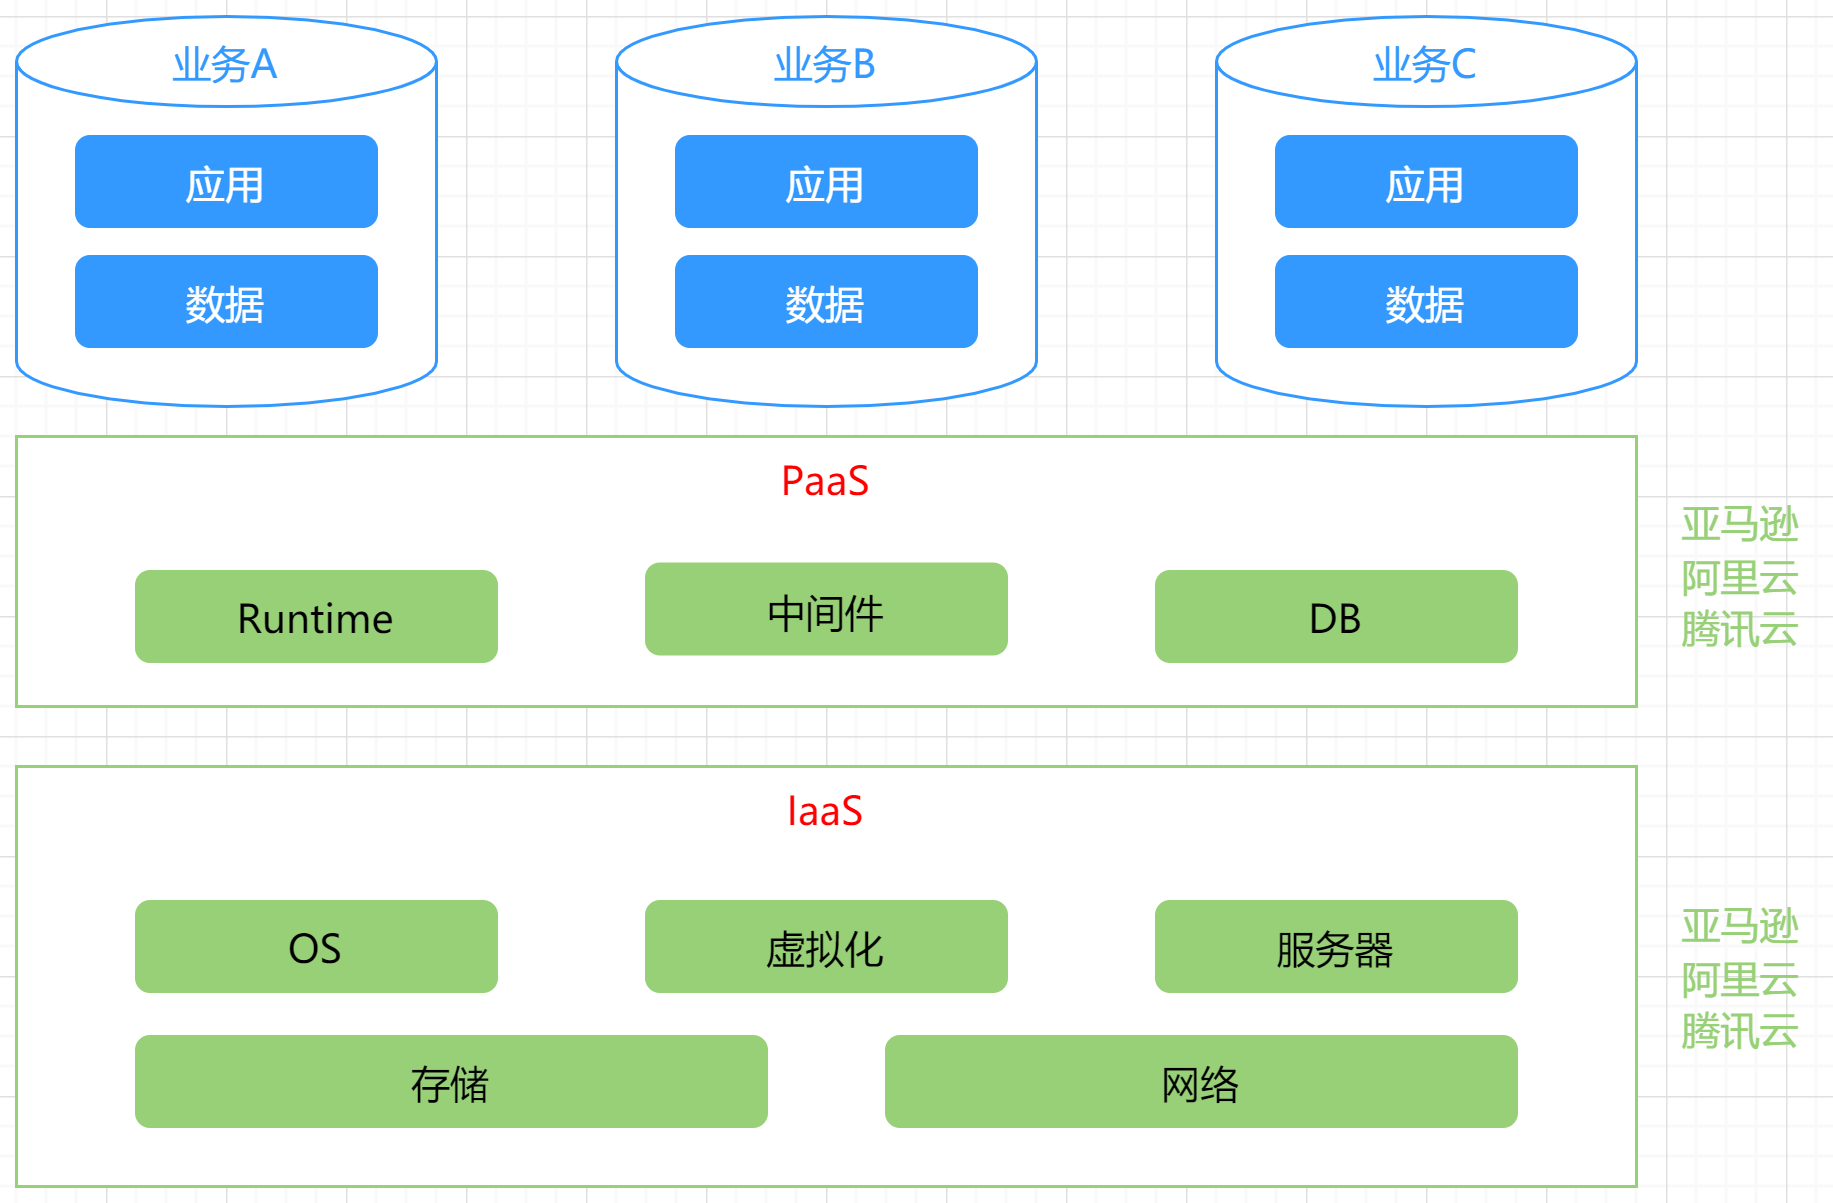 业务A
业务B
业务C
应用
应用
应用
数据
数据
数据
PaaS
Runtime
中间件
DB
亚马逊
阿里云
腾讯云
IaaS
OS
虚拟化
服务器
存储
网络
亚马逊
阿里云
腾讯云